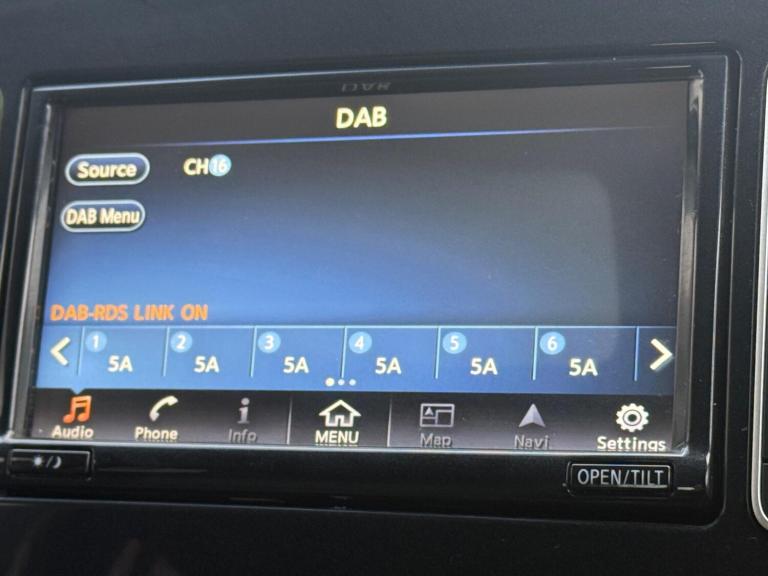 DAB
Source CH16
DAB Menu
DAB-RDS LINK ON
1 2 3 4 5 6
5A 5A 5A 5A 5A 5A
Audio Phone Info MENU Map Navi Settings
OPEN/TILT